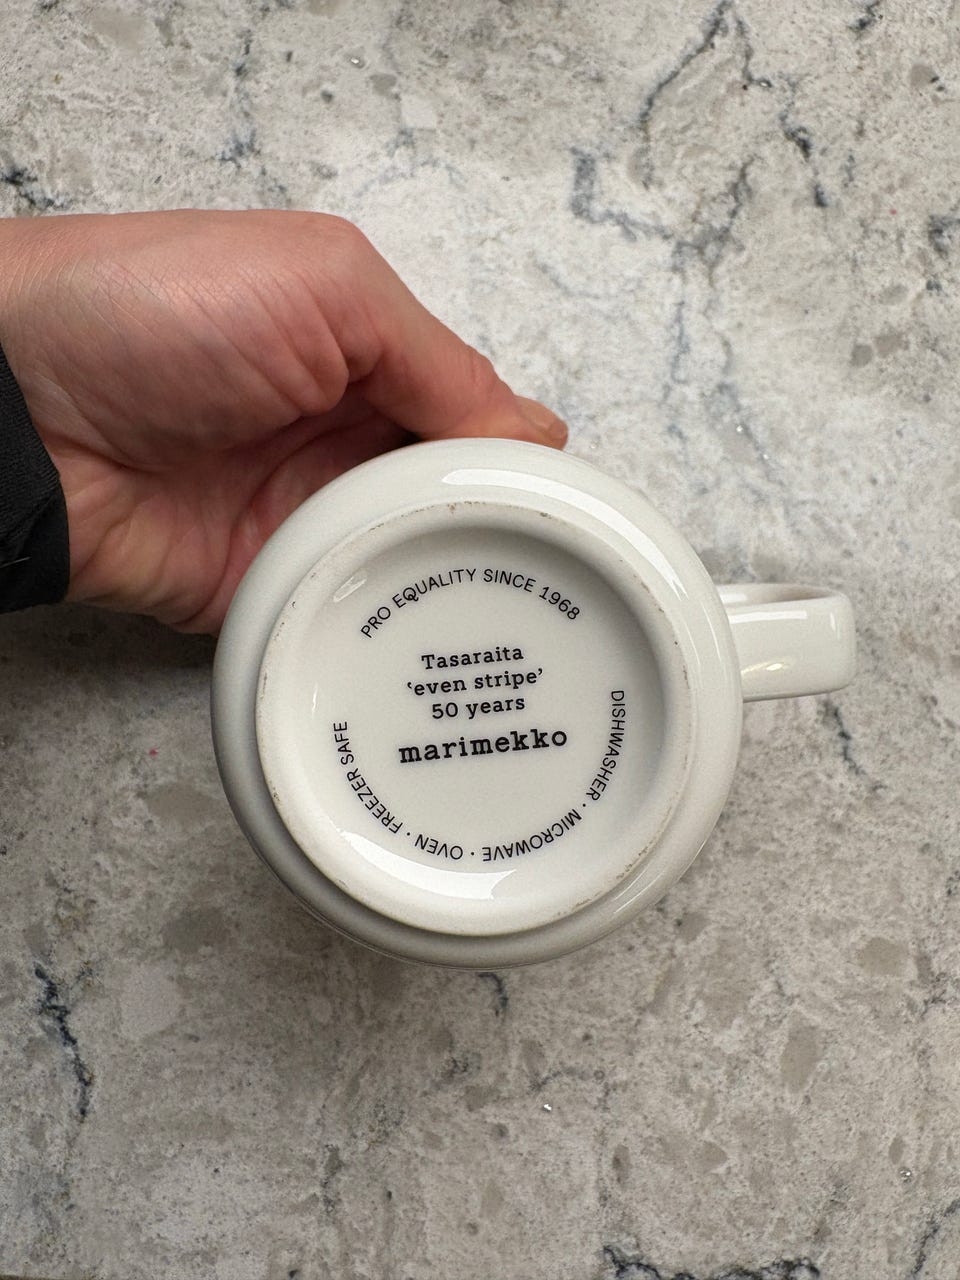 PRO EQUALITY SINCE 1968
Tasaraita
‘even stripe’
50 years
marimekko
DISHWASHER · MICROWAVE · OVEN · FREEZER SAFE